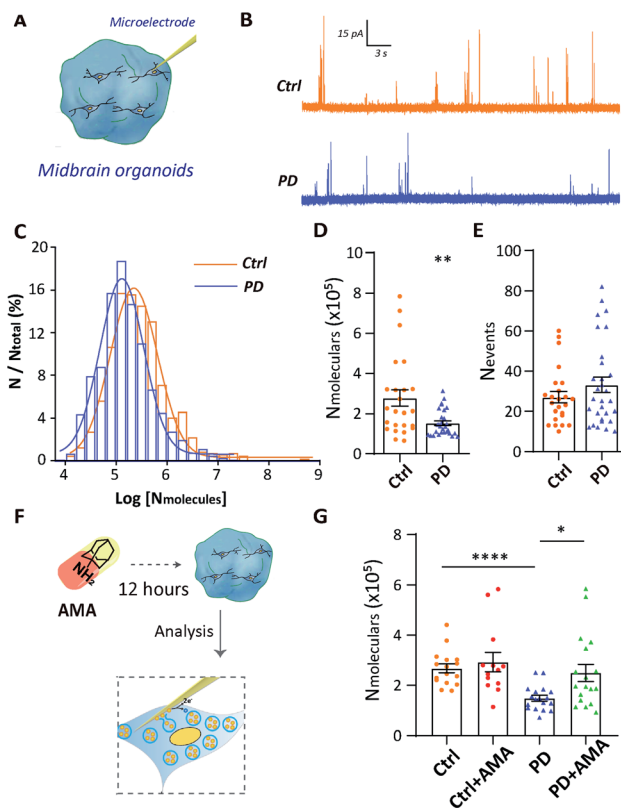 A
Microelectrode
Midbrain organoids
B
15 pA
3 s
Ctrl
PD
C
20
16
12
8
4
0
N / Ntotal (%)
Ctrl
PD
4
5
6
7
8
9
Log [Nmolecules]
D
**
10
8
6
4
2
0
Nmoleculars (x10⁵)
Ctrl
PD
E
100
80
60
40
20
0
Nevents
Ctrl
PD
F
NH₂
AMA
12 hours
Analysis
2e⁻
G
8
6
4
2
0
Nmoleculars (x10⁵)
****
*
Ctrl
Ctrl+AMA
PD
PD+AMA